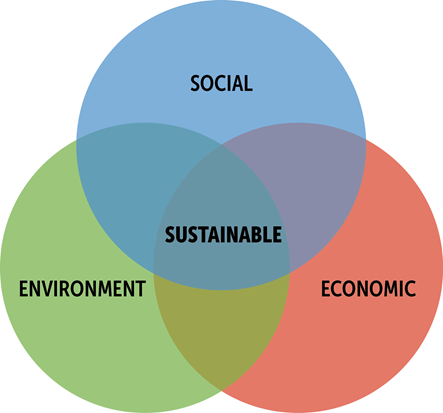 SOCIAL
SUSTAINABLE
ENVIRONMENT
ECONOMIC